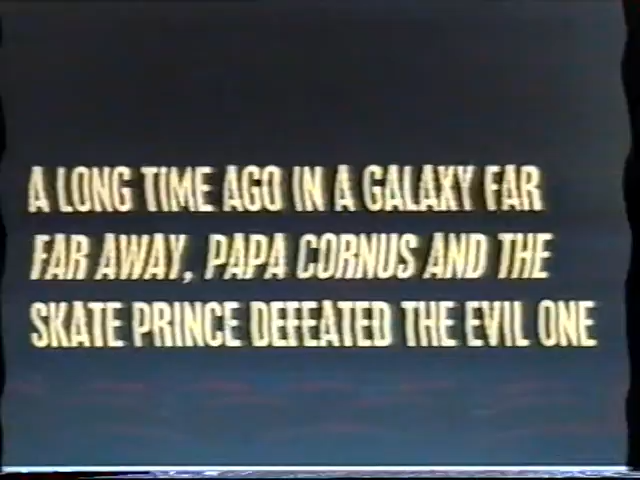 A LONG TIME AGO IN A GALAXY FAR
FAR AWAY, PAPA CORNUS AND THE
SKATE PRINCE DEFEATED THE EVIL ONE